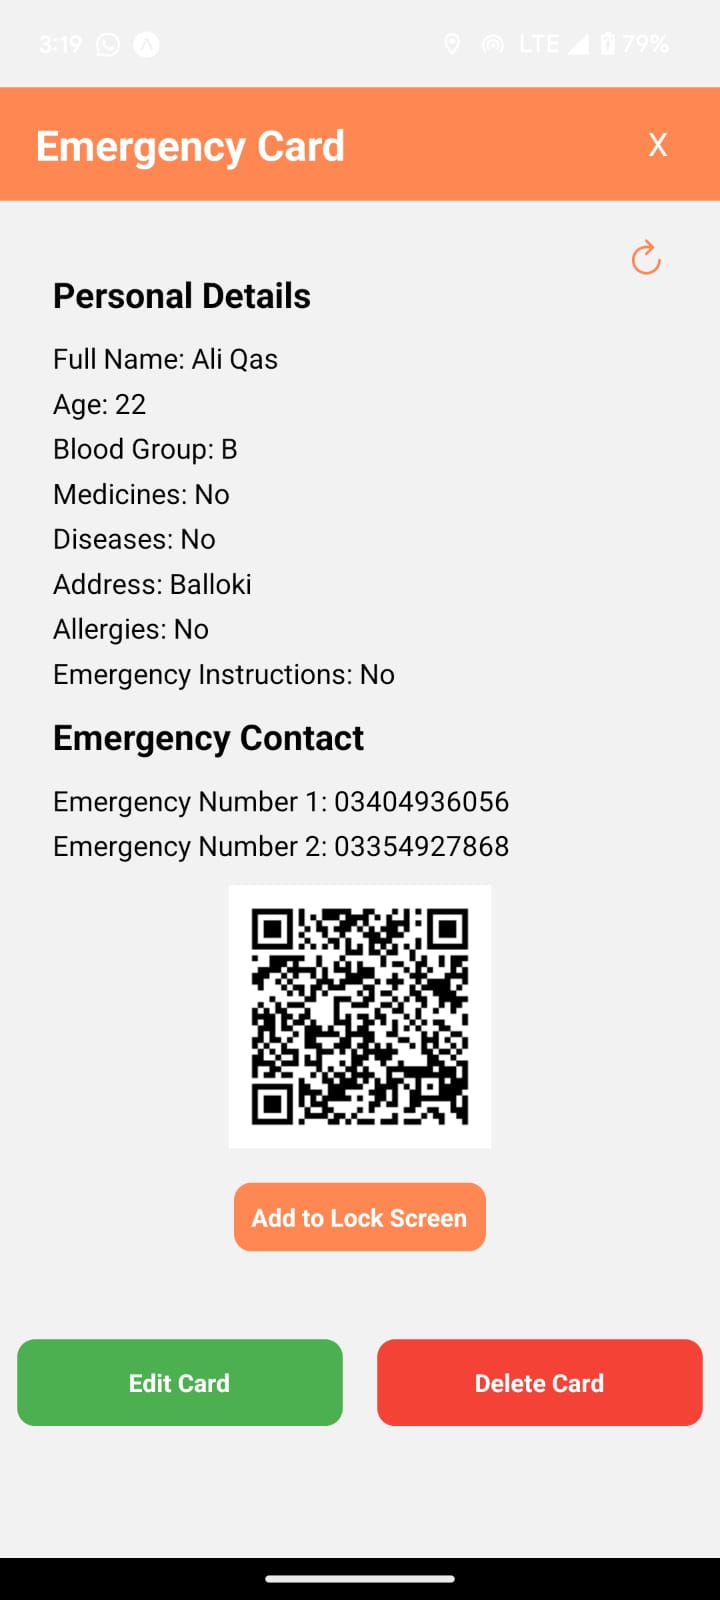 3:19 LTE 79%
Emergency Card X
Personal Details
Full Name: Ali Qas
Age: 22
Blood Group: B
Medicines: No
Diseases: No
Address: Balloki
Allergies: No
Emergency Instructions: No
Emergency Contact
Emergency Number 1: 03404936056
Emergency Number 2: 03354927868
Add to Lock Screen
Edit Card Delete Card